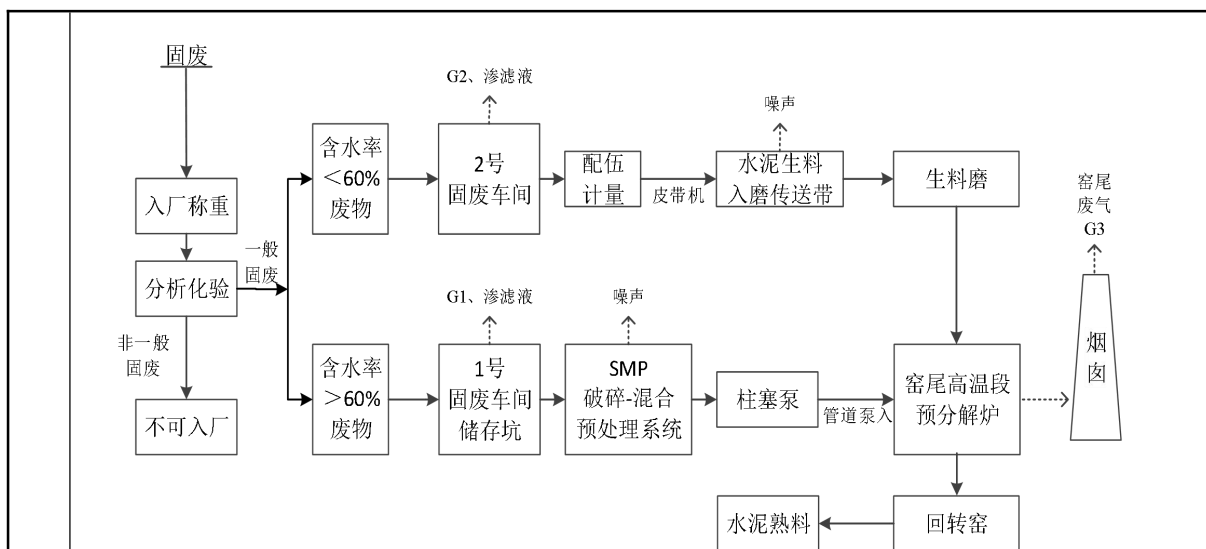 固废
入厂称重
分析化验
非一般
固废
不可入厂
一般
固废
含水率
＜60%
废物
G2、渗滤液
2号
固废车间
配伍
计量
皮带机
噪声
水泥生料
入磨传送带
生料磨
含水率
＞60%
废物
G1、渗滤液
1号
固废车间
储存坑
噪声
SMP
破碎-混合
预处理系统
柱塞泵
管道泵入
窑尾高温段
预分解炉
窑尾
废气
G3
烟
囱
回转窑
水泥熟料